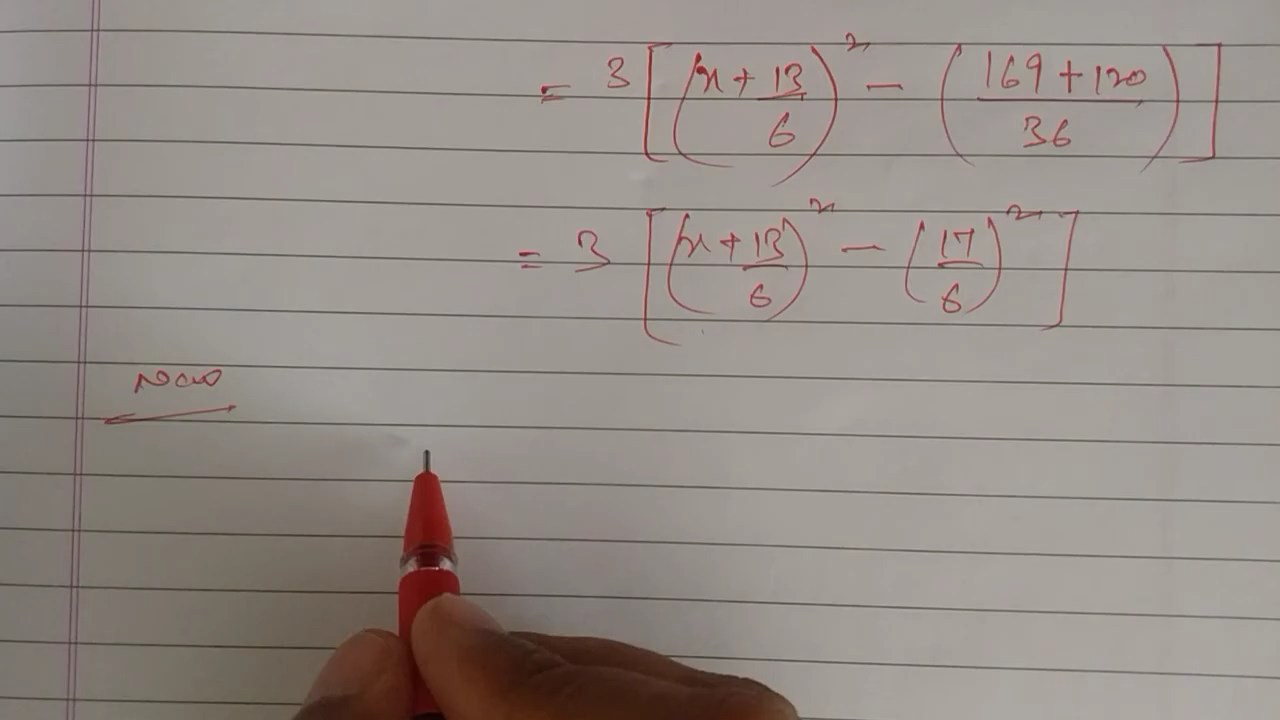 = 3 [ (x + 13/6)² - ( (169 + 120)/36 ) ]
= 3 [ (x + 13/6)² - (17/6)² ]
Now